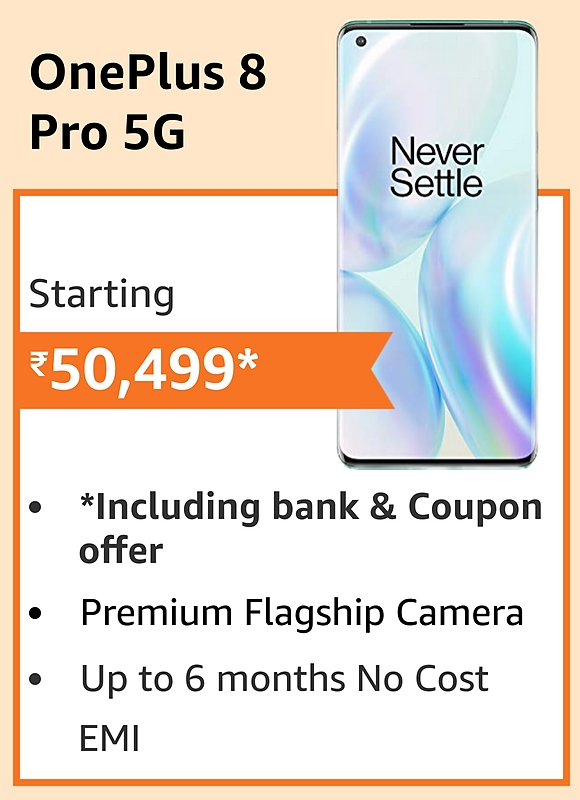 OnePlus 8
Pro 5G
Never
Settle
Starting
₹50,499*
• *Including bank & Coupon
offer
• Premium Flagship Camera
• Up to 6 months No Cost
EMI